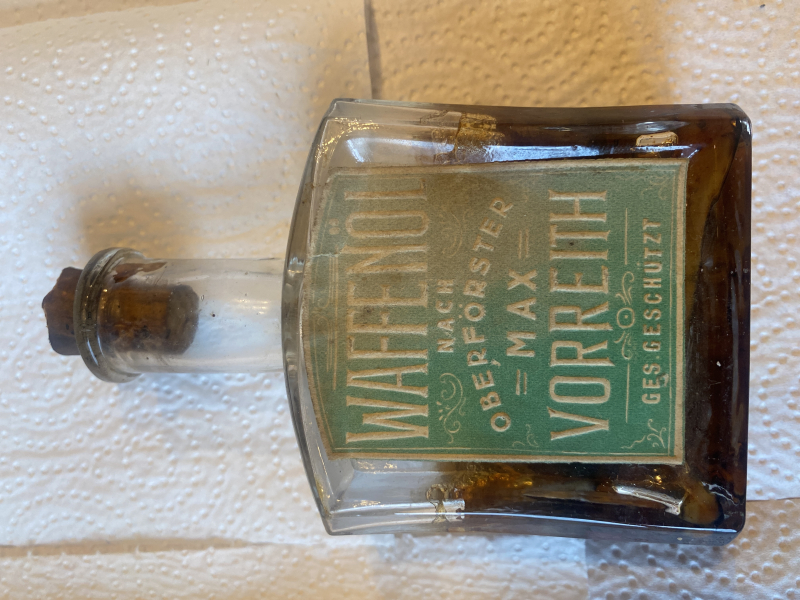 WAFFENÖL
NACH
OBERFÖRSTER
MAX
VORREITH
GES. GESCHÜTZT